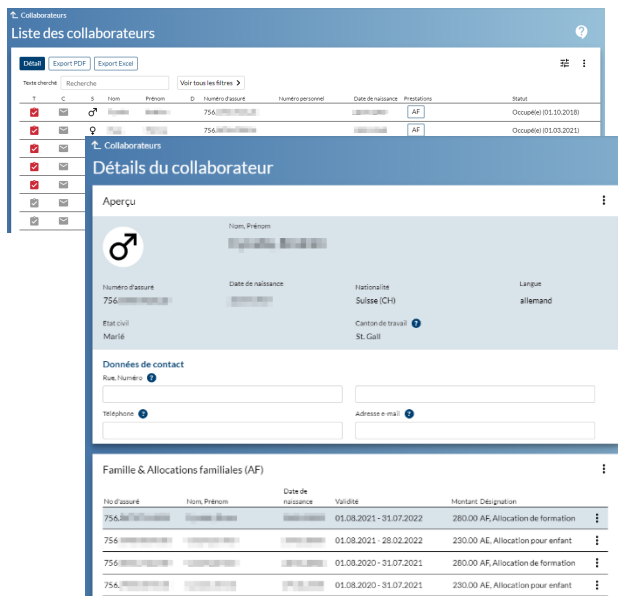 Collaborateurs
Liste des collaborateurs
Détail Export PDF Export Excel
Texte cherché Recherche Voir tous les filtres
T C S Nom Prénom D Numéro d'assuré Numéro personnel Date de naissance Prestations Statut
756. AF Occupé(e) (01.10.2018)
756. AF Occupé(e) (01.03.2021)
Collaborateurs
Détails du collaborateur
Aperçu
Nom, Prénom
Numéro d'assuré Date de naissance Nationalité Langue
756. Suisse (CH) allemand
Etat civil Canton de travail
Marié St. Gall
Données de contact
Rue, Numéro
Téléphone Adresse e-mail
Famille & Allocations familiales (AF)
No d'assuré Nom, Prénom Date de naissance Validité Montant Désignation
756. 01.08.2021 - 31.07.2022 280.00 AF, Allocation de formation
756 01.08.2021 - 28.02.2022 230.00 AF, Allocation pour enfant
756 01.08.2020 - 31.07.2021 280.00 AF, Allocation de formation
756. 01.08.2020 - 31.07.2021 230.00 AE, Allocation pour enfant